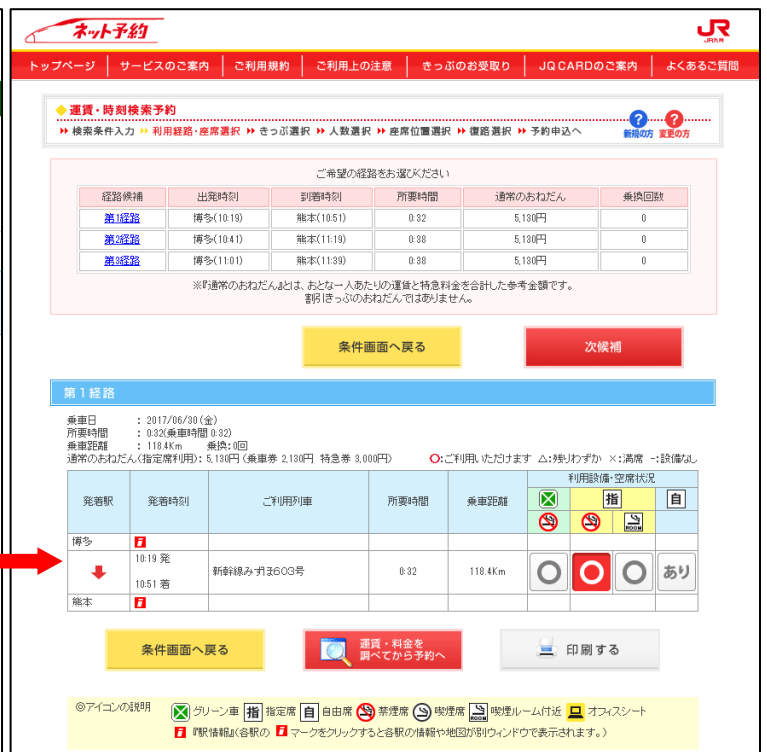 ネット予約
JR
JR九州
トップページ サービスのご案内 ご利用規約 ご利用上の注意 きっぷのお受取り JQ CARDのご案内 よくあるご質問
運賃・時刻検索予約
検索条件入力 利用経路・座席選択 きっぷ選択 人数選択 座席位置選択 復路選択 予約申込へ
? ?
新規の方 変更の方
ご希望の経路をお選びください
経路候補 出発時刻 到着時刻 所要時間 通常のおねだん 乗換回数
第1経路 博多(10:19) 熊本(10:51) 0:32 5,130円 0
第2経路 博多(10:41) 熊本(11:19) 0:38 5,130円 0
第3経路 博多(11:01) 熊本(11:39) 0:38 5,130円 0
※『通常のおねだん』とは、おとな一人あたりの運賃と特急料金を合計した参考金額です。
割引きっぷのおねだんではありません。
条件画面へ戻る 次候補
第1経路
乗車日 : 2017/06/30(金)
所要時間 : 0:32(乗車時間 0:32)
乗車距離 : 118.4Km 乗換:0回
通常のおねだん(指定席利用): 5,130円 (乗車券 2,130円 特急券 3,000円) O:ご利用いただけます △:残りわずか ×:満席 -:設備なし
発着駅 発着時刻 ご利用列車 所要時間 乗車距離 利用設備・空席状況
指 自
ROOM
博多
10:19 発
10:51 着
新幹線みずほ603号 0:32 118.4Km あり
熊本
条件画面へ戻る 運賃・料金を
調べてから予約へ 印刷する
◎アイコンの説明 グリーン車 指 指定席 自 自由席 禁煙席 喫煙席 ROOM 喫煙ルーム付近 オフィスシート
i 『駅情報』(各駅の i マークをクリックすると各駅の情報や地図が別ウィンドウで表示されます。)